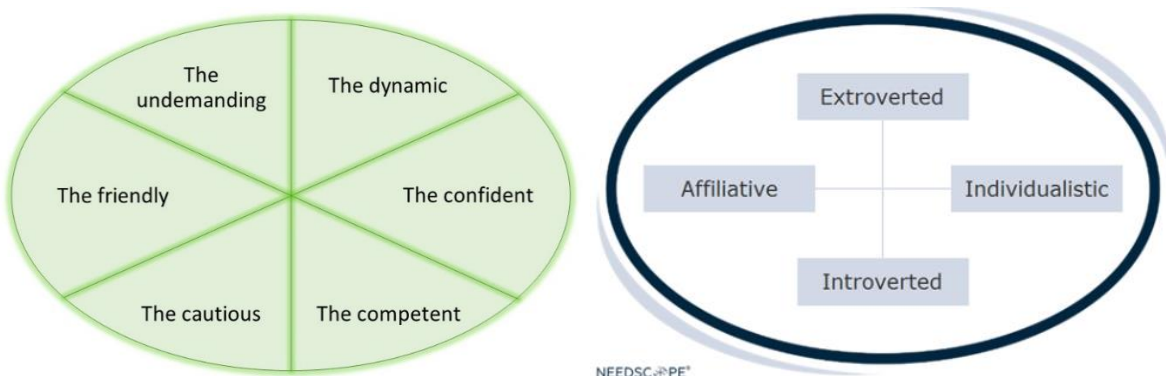 The
undemanding
The dynamic
The friendly
The confident
The cautious
The competent
Extroverted
Affiliative
Individualistic
Introverted
NEEDSCOPE®